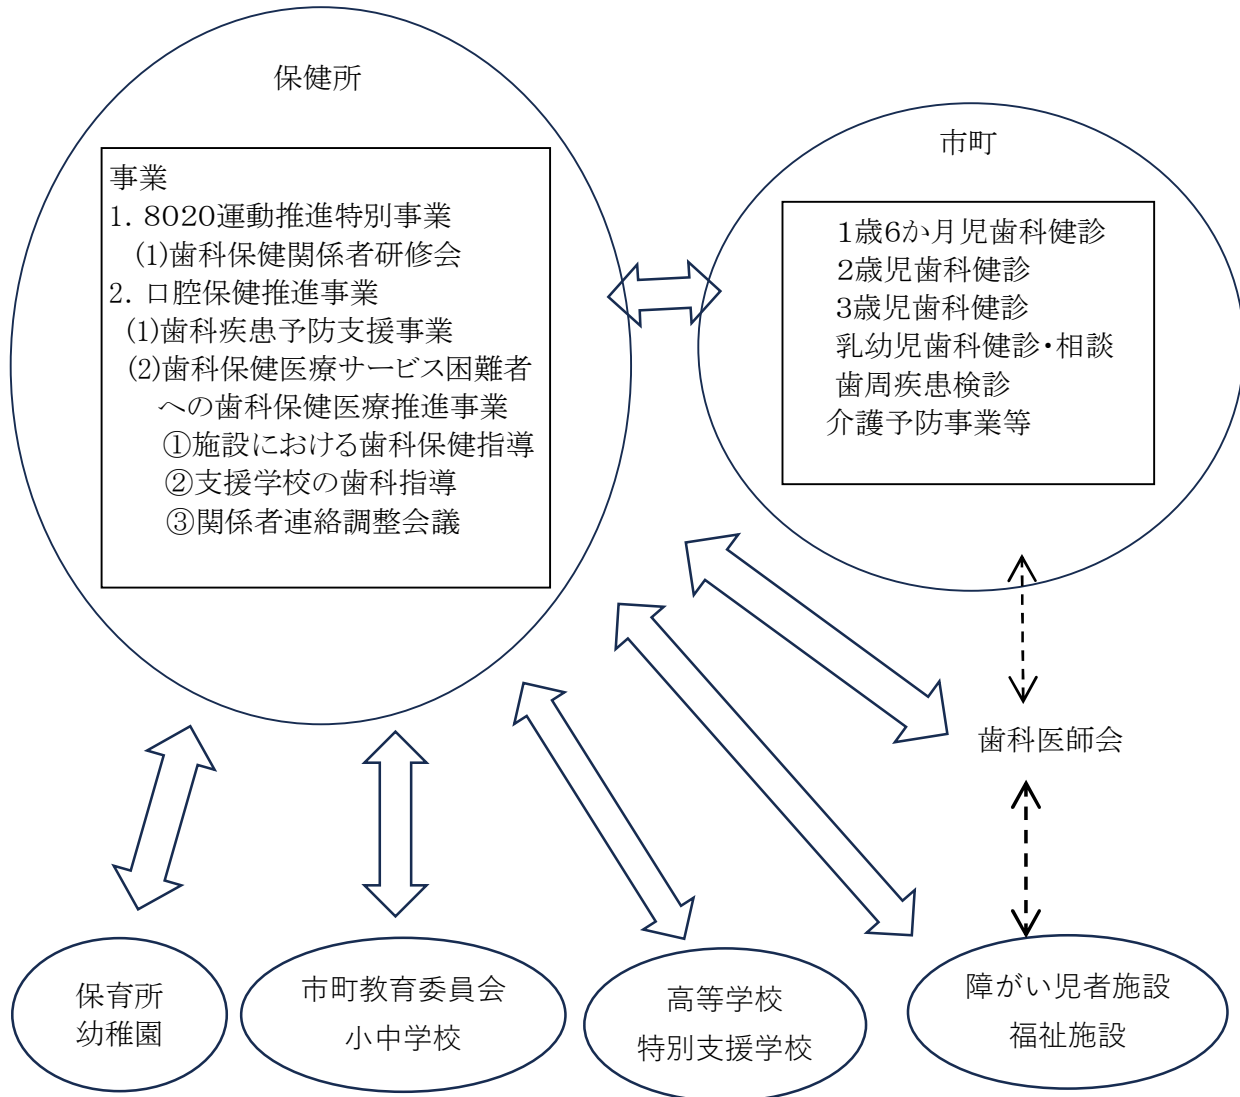 保健所
事業
1. 8020運動推進特別事業
(1)歯科保健関係者研修会
2. 口腔保健推進事業
(1)歯科疾患予防支援事業
(2)歯科保健医療サービス困難者
への歯科保健医療推進事業
①施設における歯科保健指導
②支援学校の歯科指導
③関係者連絡調整会議
市町
1歳6か月児歯科健診
2歳児歯科健診
3歳児歯科健診
乳幼児歯科健診・相談
歯周疾患検診
介護予防事業等
歯科医師会
保育所
幼稚園
市町教育委員会
小中学校
高等学校
特別支援学校
障がい児者施設
福祉施設